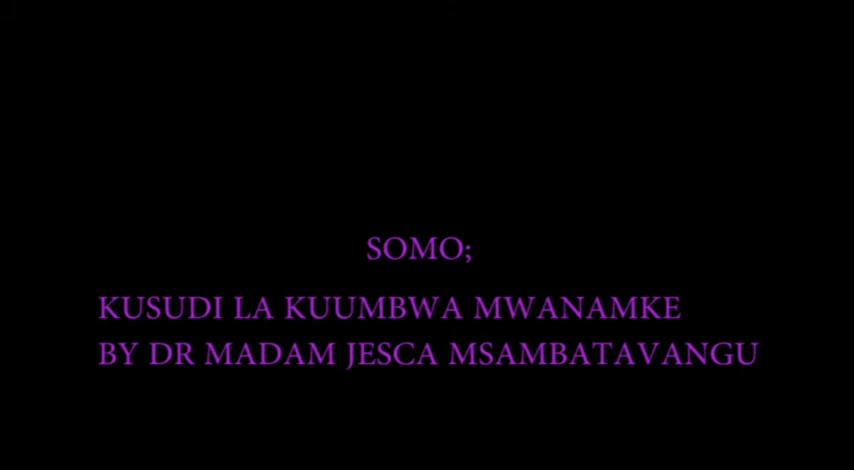 SOMO;
KUSUDI LA KUUMBWA MWANAMKE
BY DR MADAM JESCA MSAMBATAVANGU